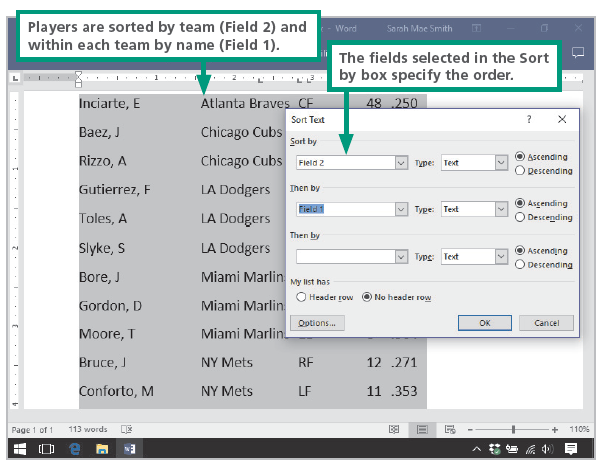 Players are sorted by team (Field 2) and
within each team by name (Field 1).
- Word
Sarah Mae Smith
The fields selected in the Sort
by box specify the order.
Inciarte, E Atlanta Braves CF 48 .250
Baez, J Chicago Cubs
Rizzo, A Chicago Cubs
Gutierrez, F LA Dodgers
Toles, A LA Dodgers
Slyke, S LA Dodgers
Bore, J Miami Marlin
Gordon, D Miami Marlin
Moore, T Miami Marlin
Bruce, J NY Mets RF 12 .271
Conforto, M NY Mets LF 11 .353
Sort Text ? ×
Sort by
Field 2 Type: Text Ascending
Descending
Then by
Field 1 Type: Text Ascending
Descending
Then by
Type: Text Ascending
Descending
My list has
Header row No header row
Options... OK Cancel
Page 1 of 1 113 words 110%